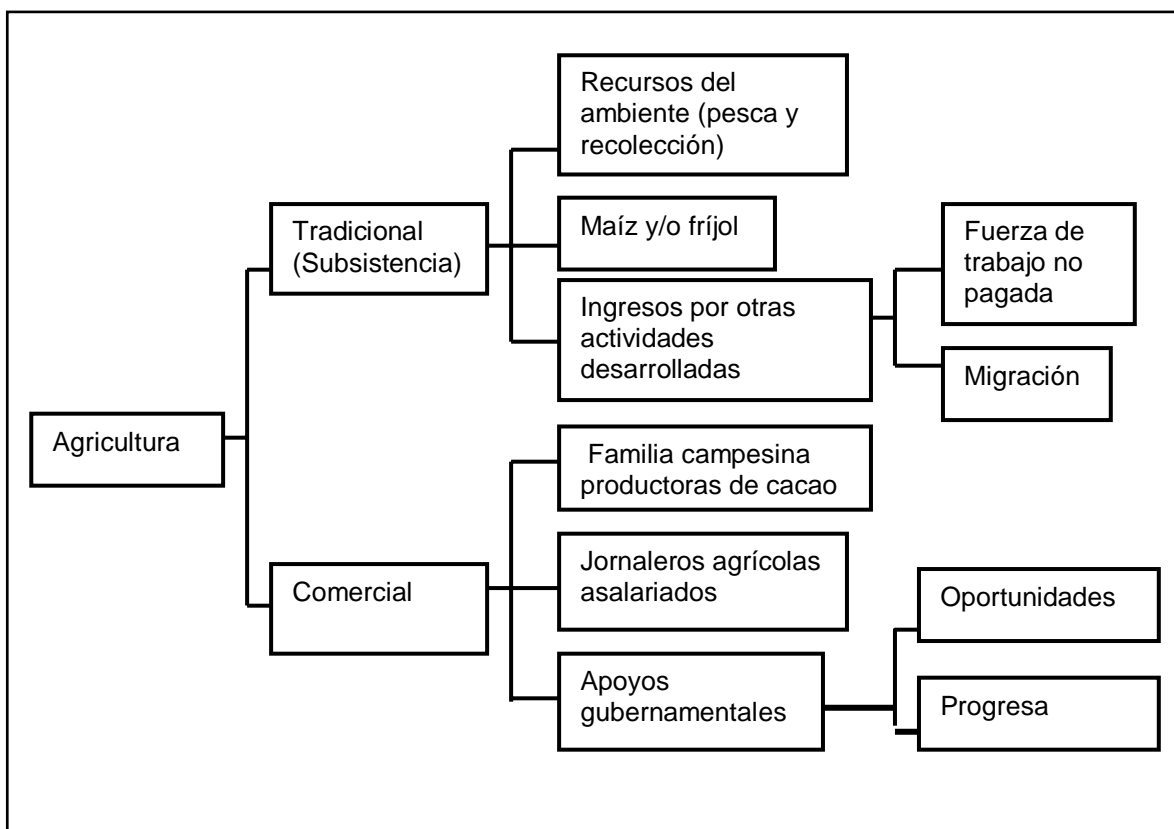 Recursos del
ambiente (pesca y
recolección)
Tradicional
(Subsistencia)
Maíz y/o fríjol
Fuerza de
trabajo no
pagada
Ingresos por otras
actividades
desarrolladas
Migración
Agricultura
Familia campesina
productoras de cacao
Jornaleros agrícolas
asalariados
Comercial
Oportunidades
Apoyos
gubernamentales
Progresa